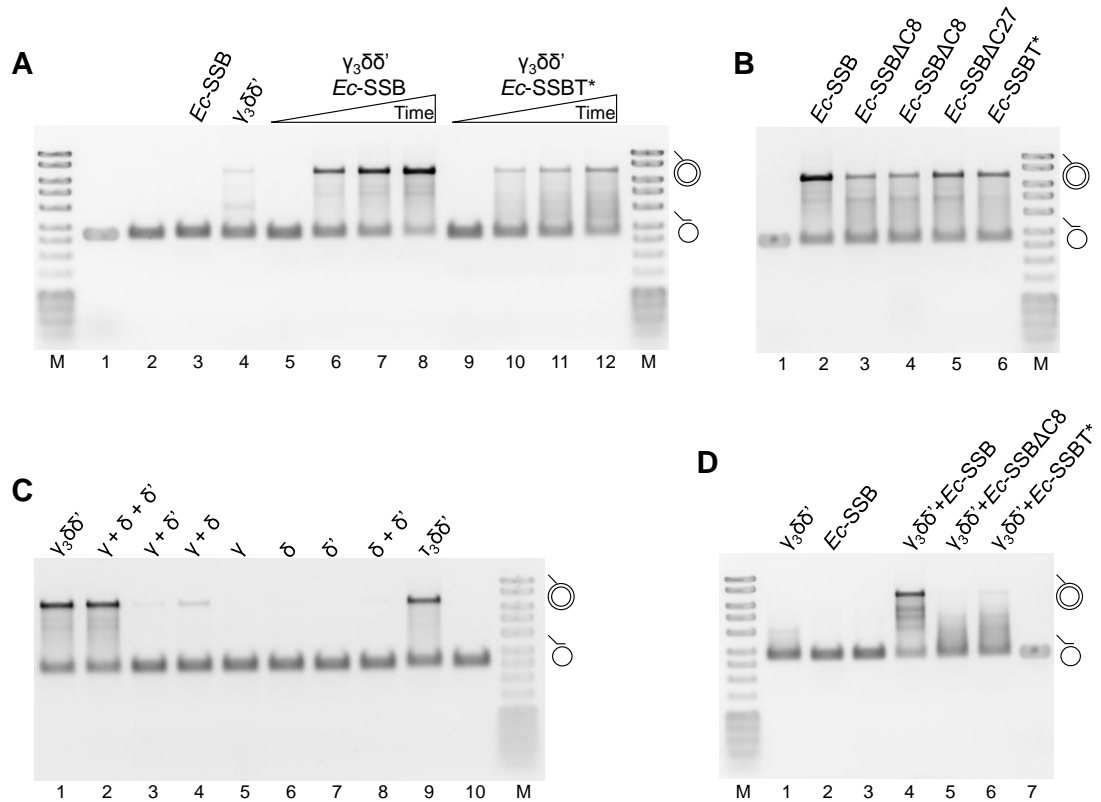 A
Ec-SSB
γ3δδ'
γ3δδ'
Ec-SSB
Time
γ3δδ'
Ec-SSBT*
Time
M 1 2 3 4 5 6 7 8 9 10 11 12 M
B
Ec-SSB
Ec-SSBΔC8
Ec-SSBΔC8
Ec-SSBΔC27
Ec-SSBT*
1 2 3 4 5 6 M
C
γ3δδ'
γ + δ + δ'
γ + δ'
γ + δ
γ
δ
δ'
δ + δ'
τ3δδ'
1 2 3 4 5 6 7 8 9 10 M
D
γ3δδ'
Ec-SSB
γ3δδ'+Ec-SSB
γ3δδ'+Ec-SSBΔC8
γ3δδ'+Ec-SSBT*
M 1 2 3 4 5 6 7